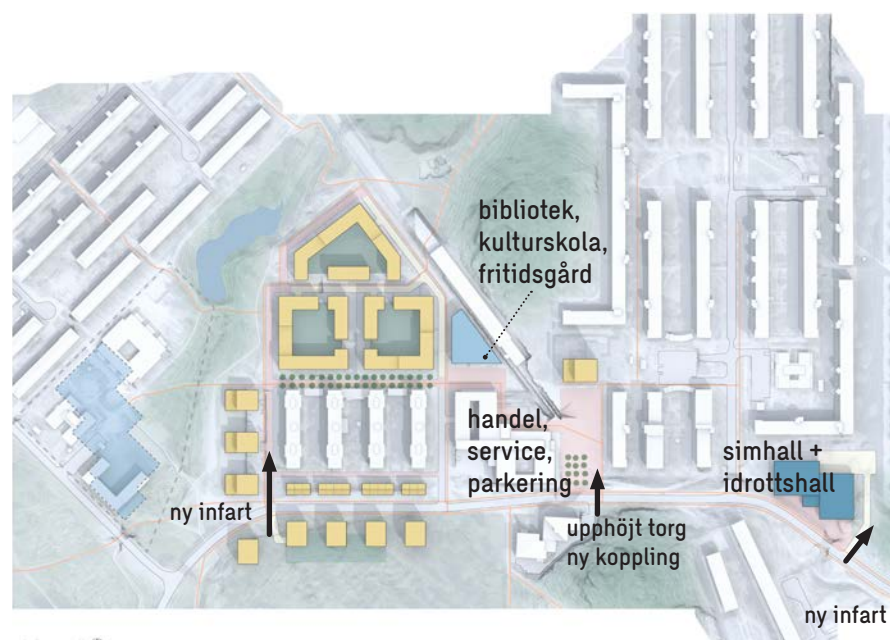 bibliotek,
kulturskola,
fritidsgård
handel,
service,
parkering
simhall +
idrottshall
ny infart
upphöjt torg
ny koppling
ny infart